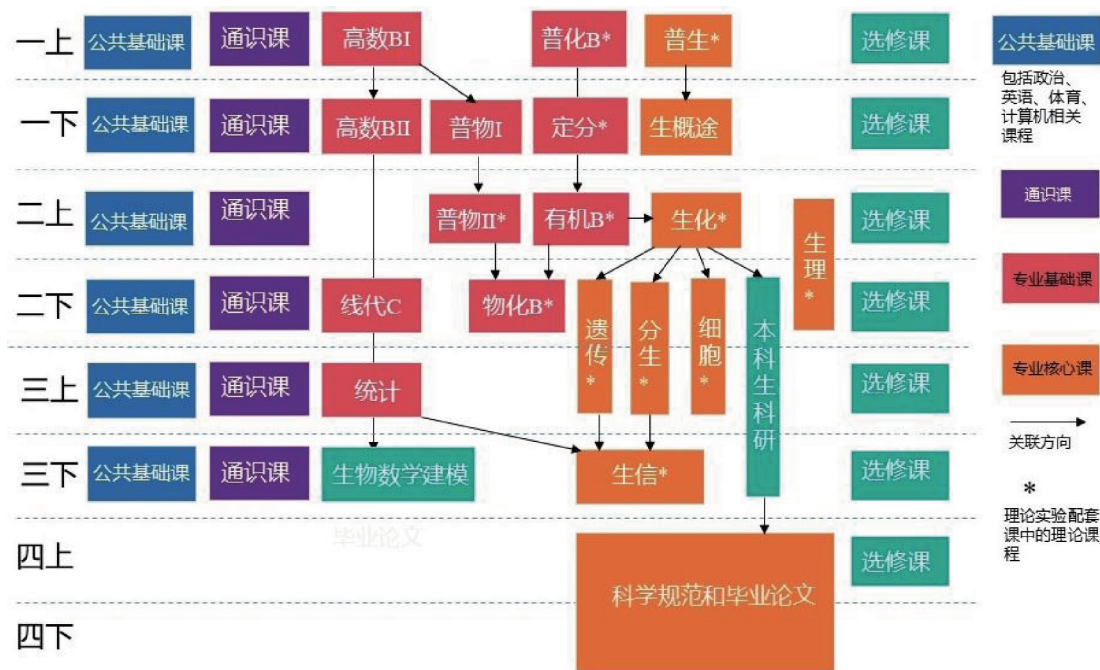 一上
公共基础课
通识课
高数BI
普化B*
普生*
选修课
一下
公共基础课
通识课
高数BII
普物I
定分*
生概途
选修课
二上
公共基础课
通识课
普物II*
有机B*
生化*
生理*
选修课
二下
公共基础课
通识课
线代C
物化B*
遗传*
分生*
细胞*
本科生科研
选修课
三上
公共基础课
通识课
统计
选修课
三下
公共基础课
通识课
生物数学建模
生信*
选修课
毕业论文
四上
科学规范和毕业论文
选修课
四下
公共基础课
包括政治、
英语、体育、
计算机相关
课程
通识课
专业基础课
专业核心课
关联方向
*
理论实验配套
课中的理论课
程